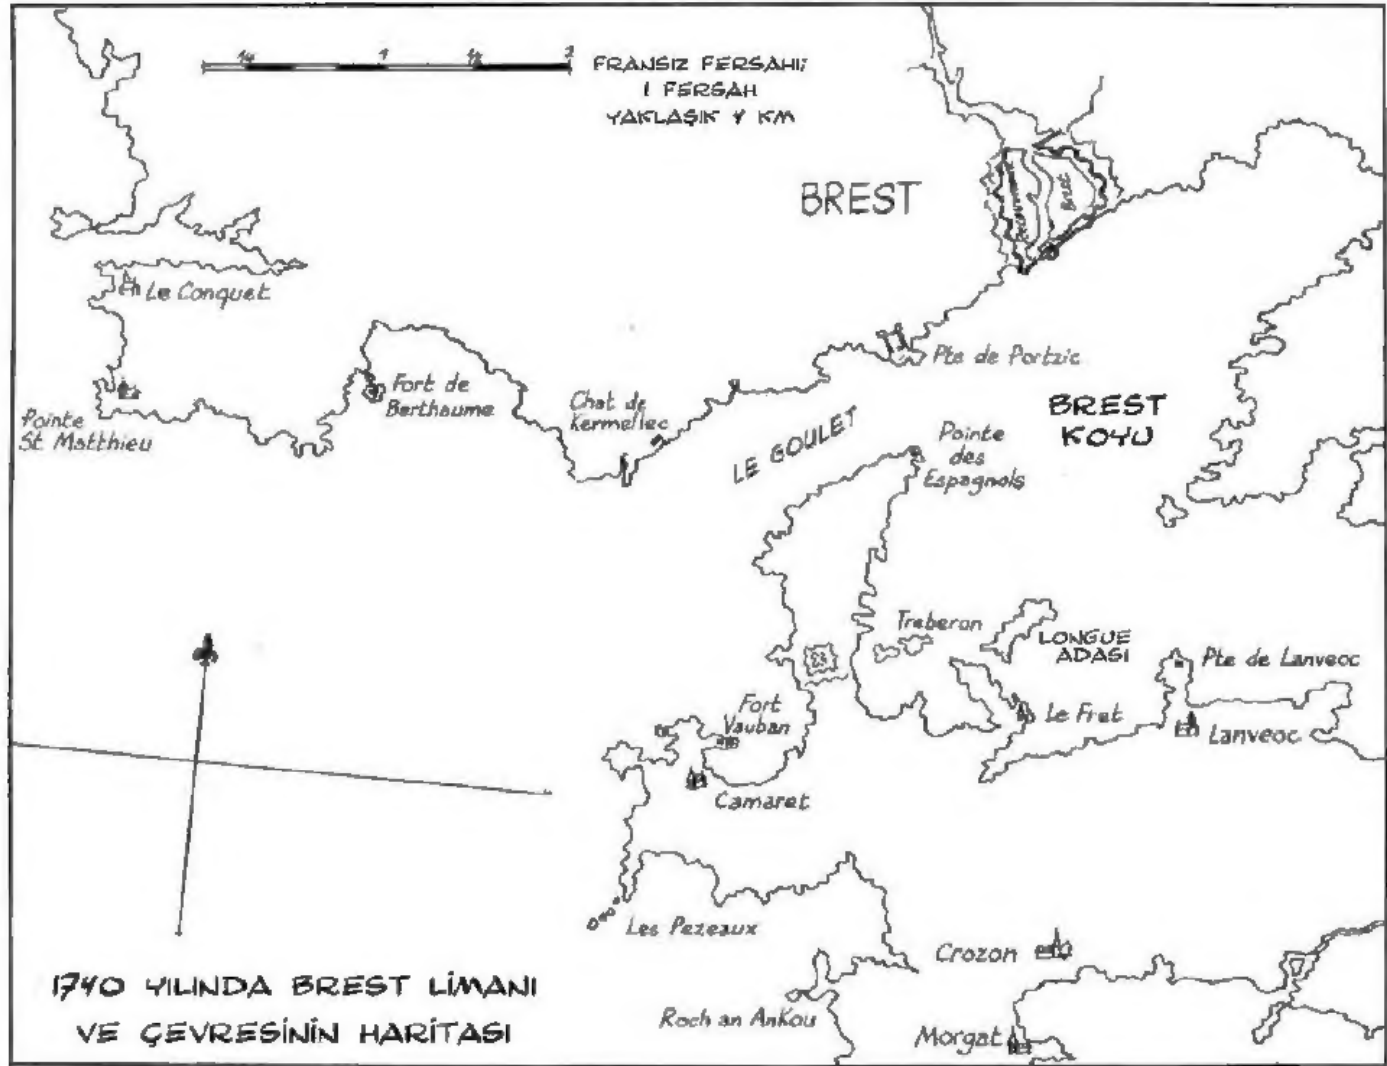 1
2
FRANSIZ FERSAHI;
1 FERSAH
YAKLAŞIK 4 KM
BREST
Brest
Le Conquet
Pte de Portzic
Fort de
Berthaume
Chat de
Kermellec
BREST
KOYU
Pointe
St Matthieu
LE GOULET
Pointe
des
Espagnols
Treberon
LONGUE
ADASI
Pte de Lanveoc
Fort
Vauban
Le Fret
Lanveoc
Camaret
Les Pezeaux
Crozon
1740 YILINDA BREST LİMANI
VE ÇEVRESİNİN HARİTASI
Roch an Ankou
Morgat